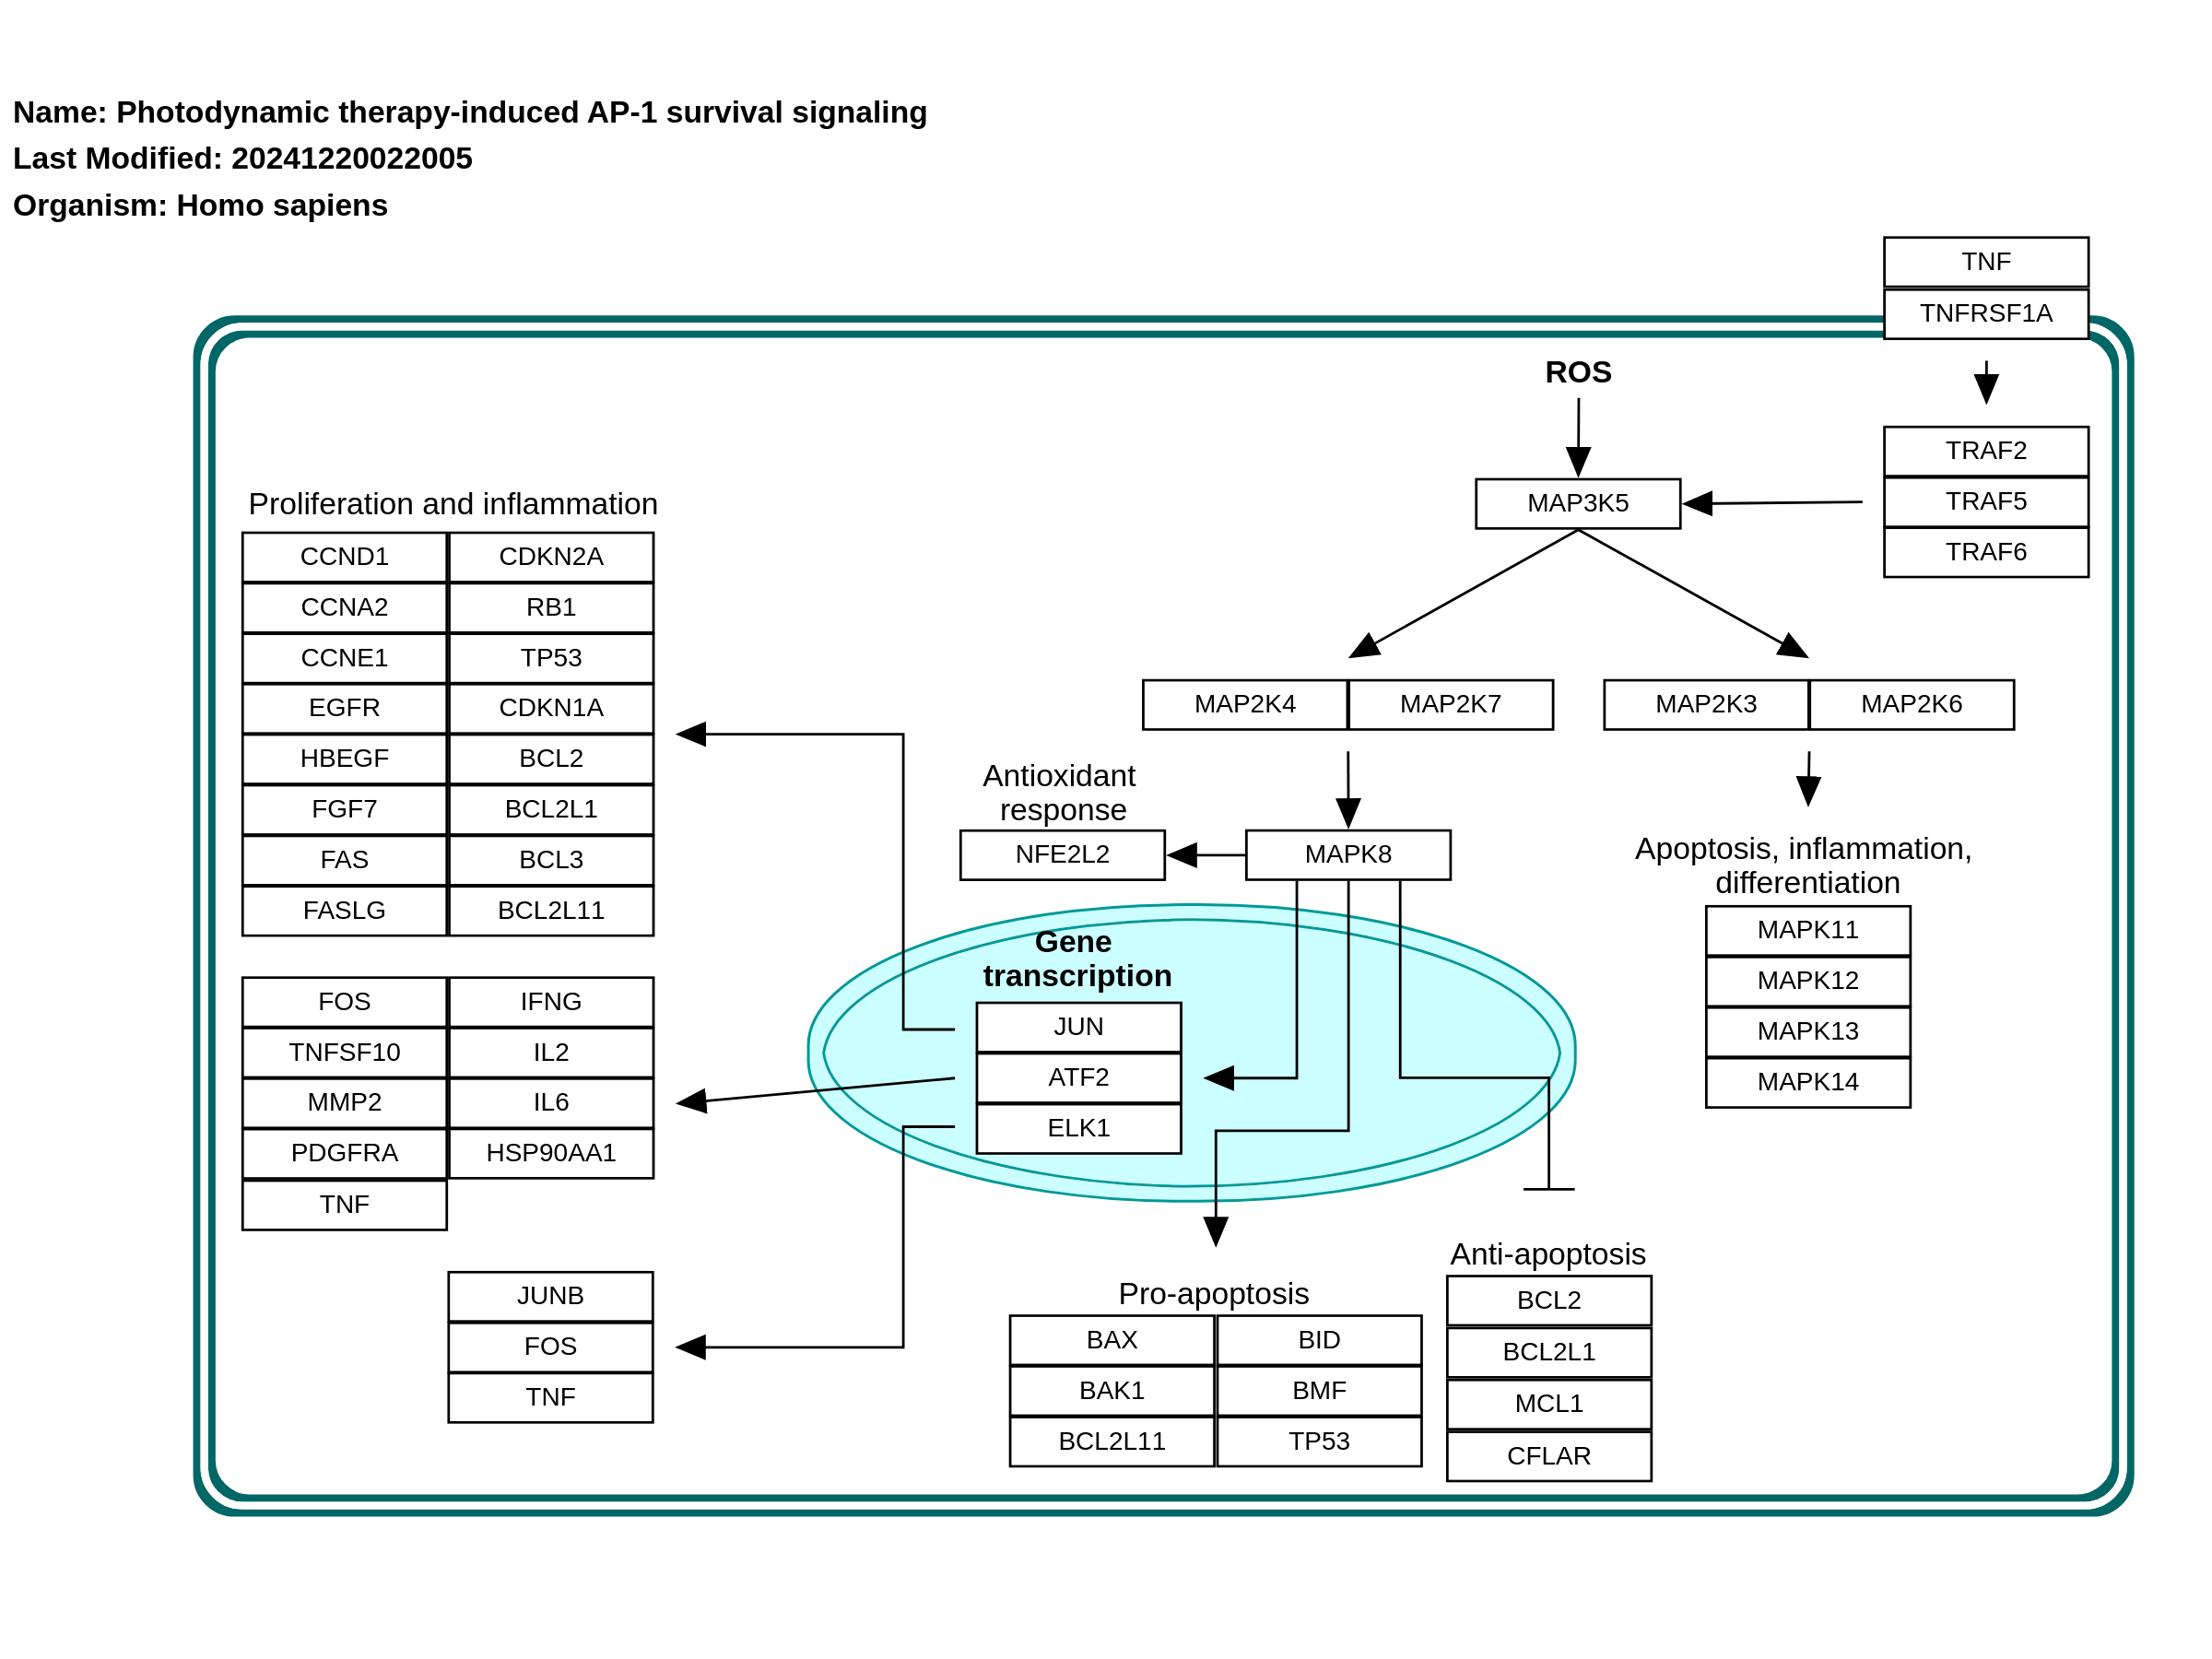 Name: Photodynamic therapy-induced AP-1 survival signaling
Last Modified: 20241220022005
Organism: Homo sapiens
TNF
TNFRSF1A
ROS
TRAF2
TRAF5
TRAF6
MAP3K5
MAP2K4
MAP2K7
MAP2K3
MAP2K6
Proliferation and inflammation
CCND1
CDKN2A
CCNA2
RB1
CCNE1
TP53
EGFR
CDKN1A
HBEGF
BCL2
FGF7
BCL2L1
FAS
BCL3
FASLG
BCL2L11
FOS
IFNG
TNFSF10
IL2
MMP2
IL6
PDGFRA
HSP90AA1
TNF
JUNB
FOS
TNF
Antioxidant
response
NFE2L2
MAPK8
Gene
transcription
JUN
ATF2
ELK1
Apoptosis, inflammation,
differentiation
MAPK11
MAPK12
MAPK13
MAPK14
Pro-apoptosis
BAX
BID
BAK1
BMF
BCL2L11
TP53
Anti-apoptosis
BCL2
BCL2L1
MCL1
CFLAR